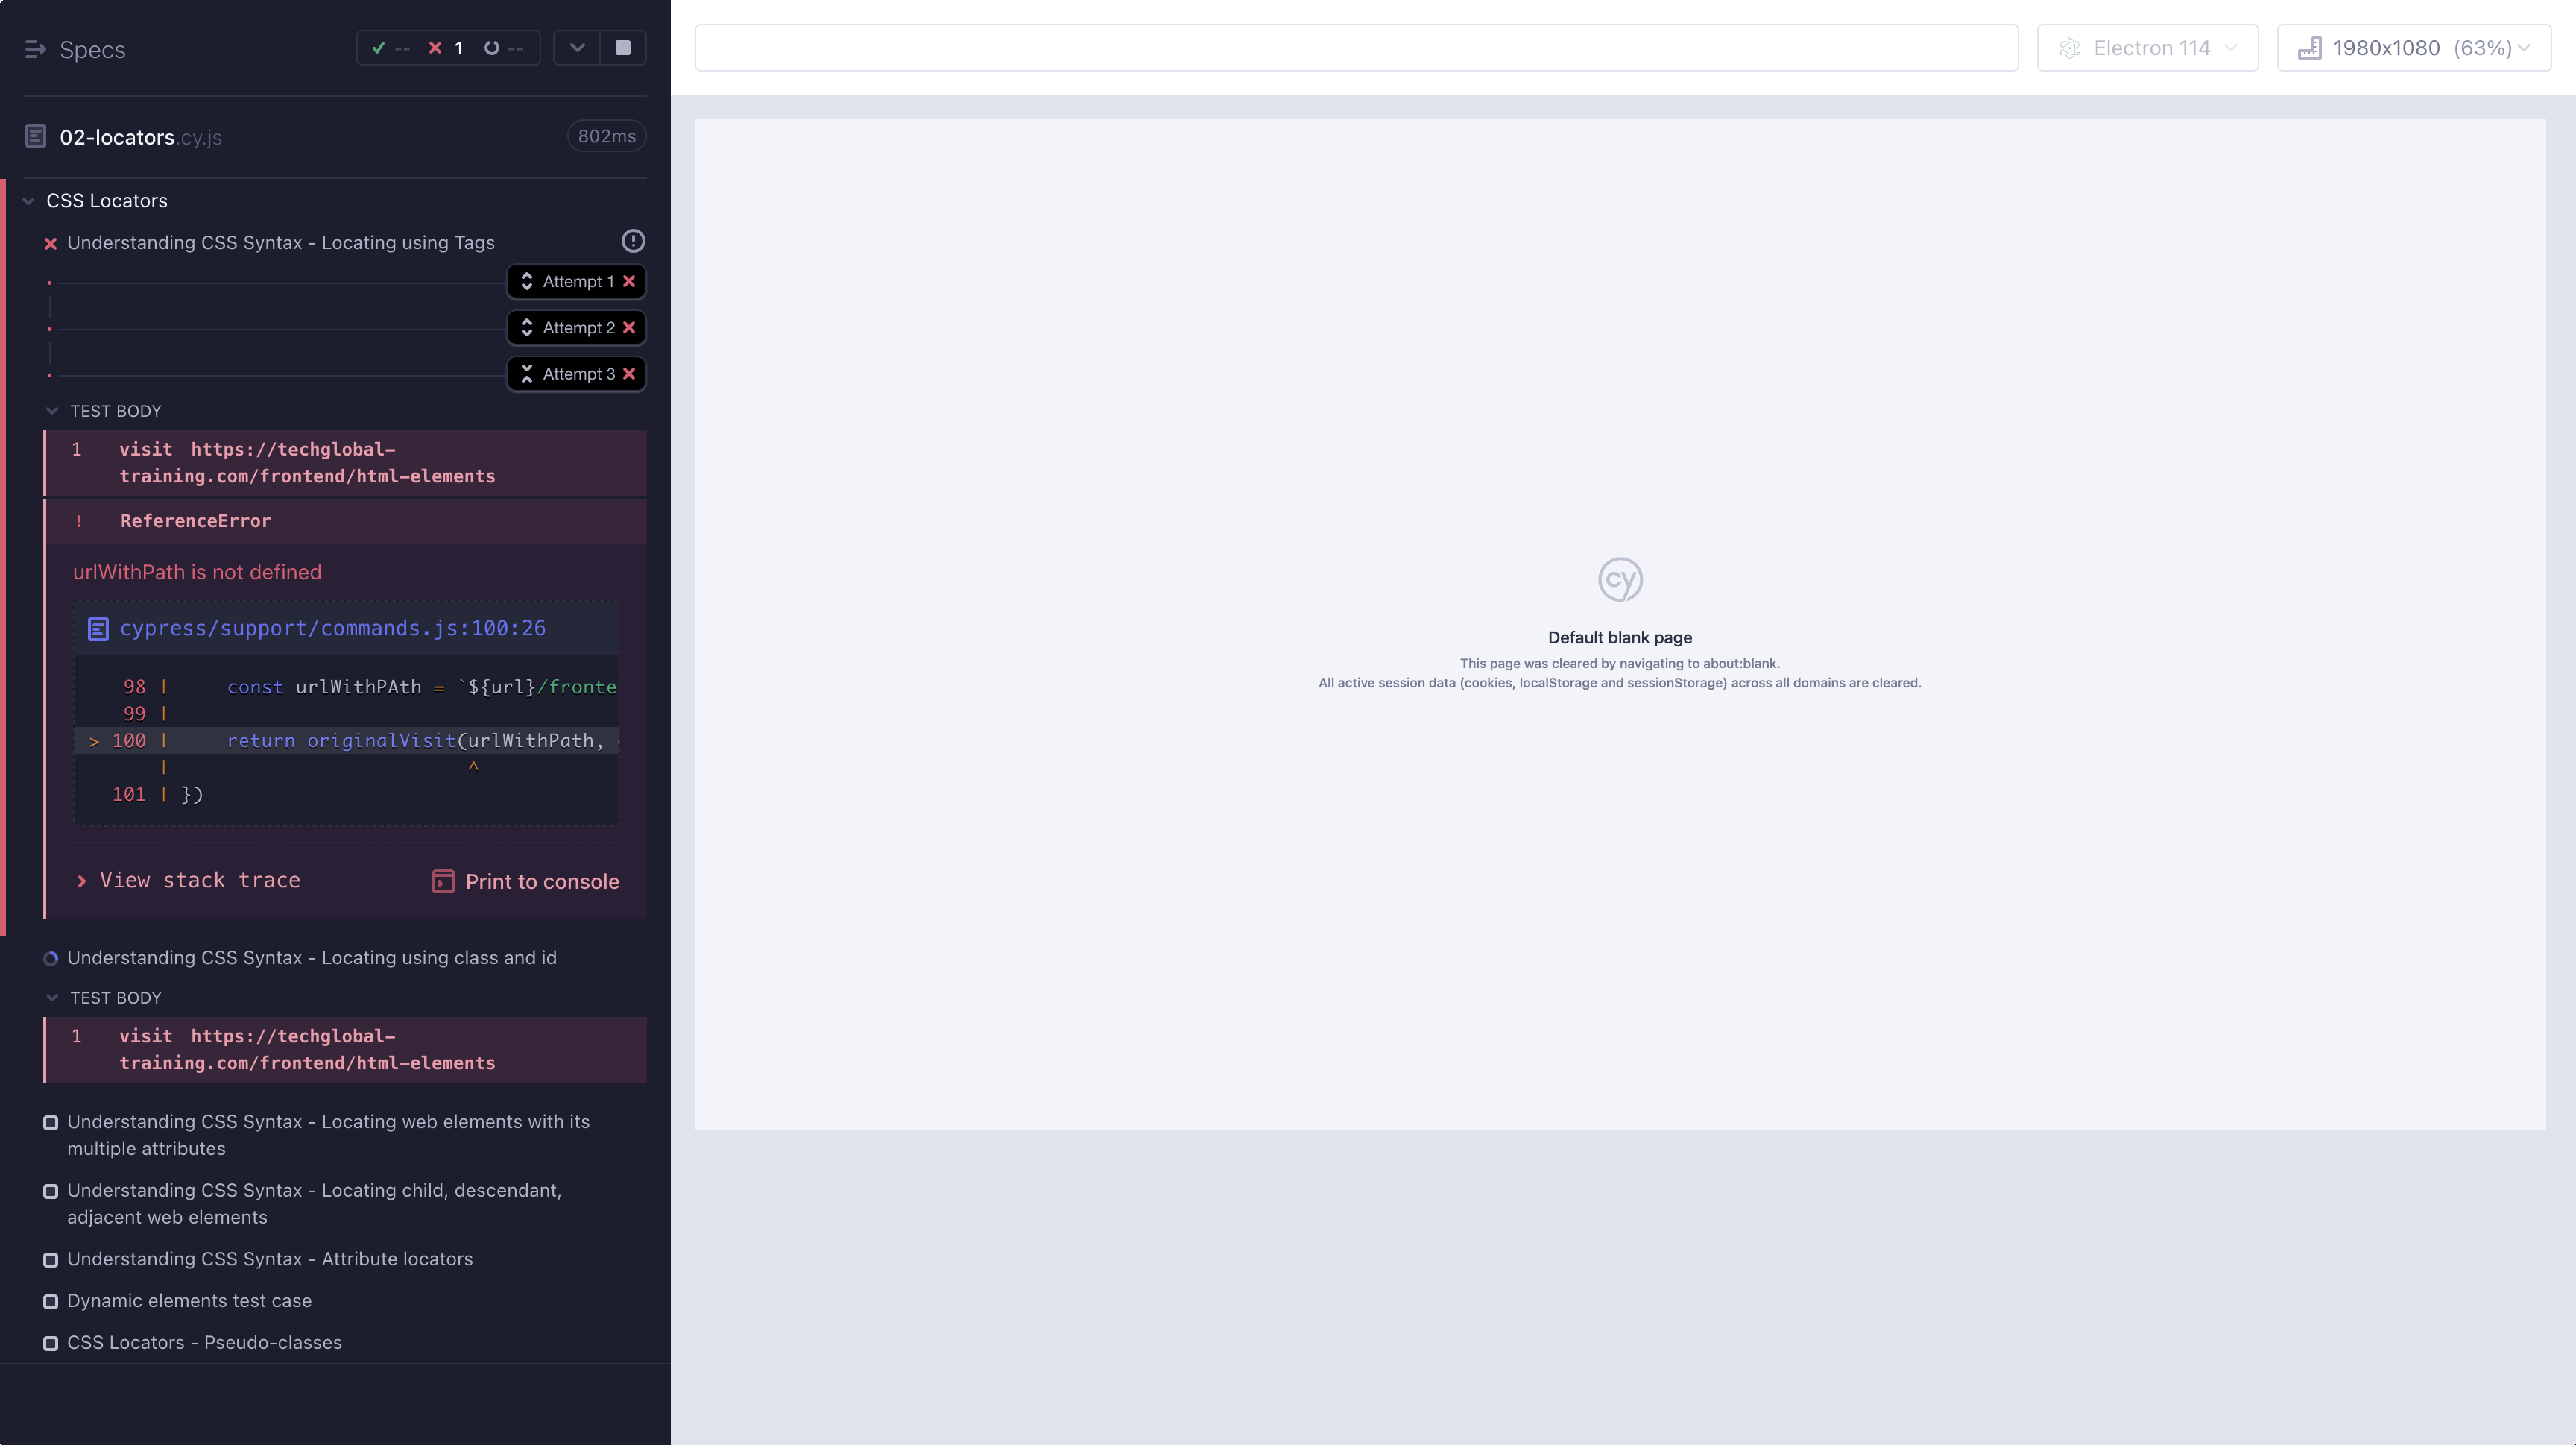 Specs
-- 1 --
02-locators.cy.js 802ms
CSS Locators
Understanding CSS Syntax - Locating using Tags
Attempt 1
Attempt 2
Attempt 3
TEST BODY
1 visit https://techglobal-
training.com/frontend/html-elements
! ReferenceError
urlWithPath is not defined
cypress/support/commands.js:100:26
98 | const urlWithPAth = `${url}/fronte
99 |
> 100 | return originalVisit(urlWithPath,
| ^
101 | })
View stack trace
Print to console
Understanding CSS Syntax - Locating using class and id
TEST BODY
1 visit https://techglobal-
training.com/frontend/html-elements
Understanding CSS Syntax - Locating web elements with its
multiple attributes
Understanding CSS Syntax - Locating child, descendant,
adjacent web elements
Understanding CSS Syntax - Attribute locators
Dynamic elements test case
CSS Locators - Pseudo-classes
Electron 114
1980x1080 (63%)
cy
Default blank page
This page was cleared by navigating to about:blank.
All active session data (cookies, localStorage and sessionStorage) across all domains are cleared.